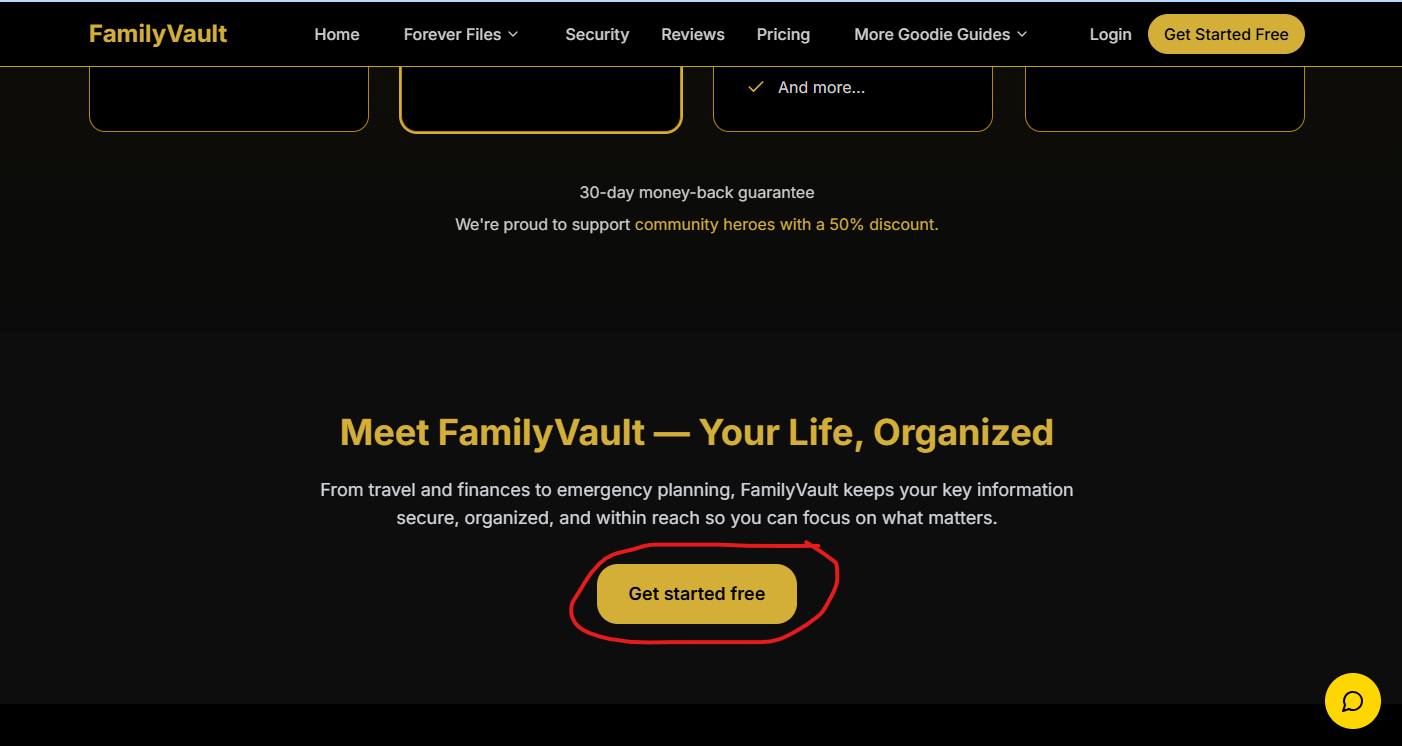 FamilyVault Home Forever Files Security Reviews Pricing More Goodie Guides Login Get Started Free
And more...
30-day money-back guarantee
We're proud to support community heroes with a 50% discount.
Meet FamilyVault — Your Life, Organized
From travel and finances to emergency planning, FamilyVault keeps your key information
secure, organized, and within reach so you can focus on what matters.
Get started free